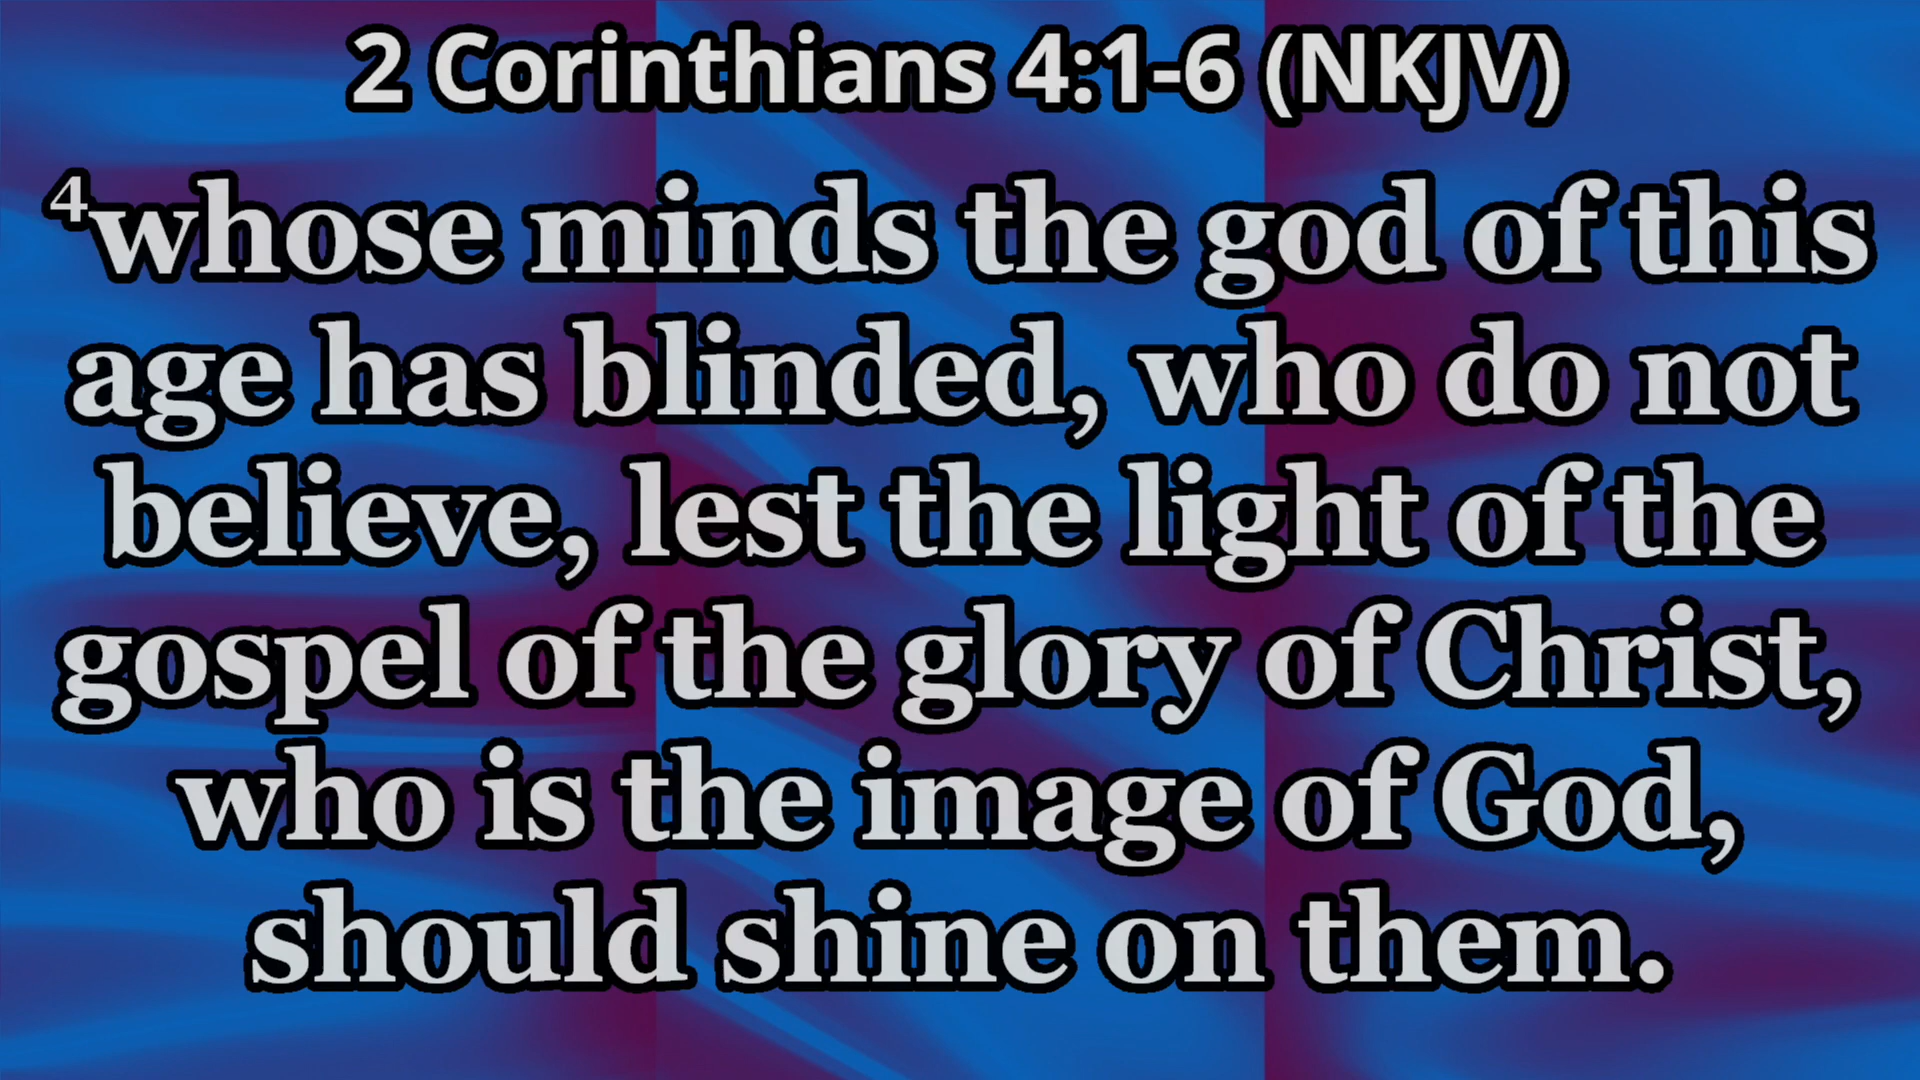 2 Corinthians 4:1-6 (NKJV)
⁴whose minds the god of this
age has blinded, who do not
believe, lest the light of the
gospel of the glory of Christ,
who is the image of God,
should shine on them.